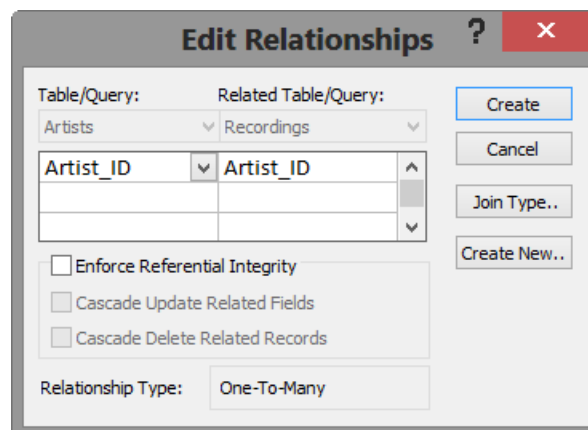 Edit Relationships ?
Table/Query: Related Table/Query:
Create
Artists Recordings
Cancel
Artist_ID Artist_ID
Join Type..
Create New..
Enforce Referential Integrity
Cascade Update Related Fields
Cascade Delete Related Records
Relationship Type: One-To-Many